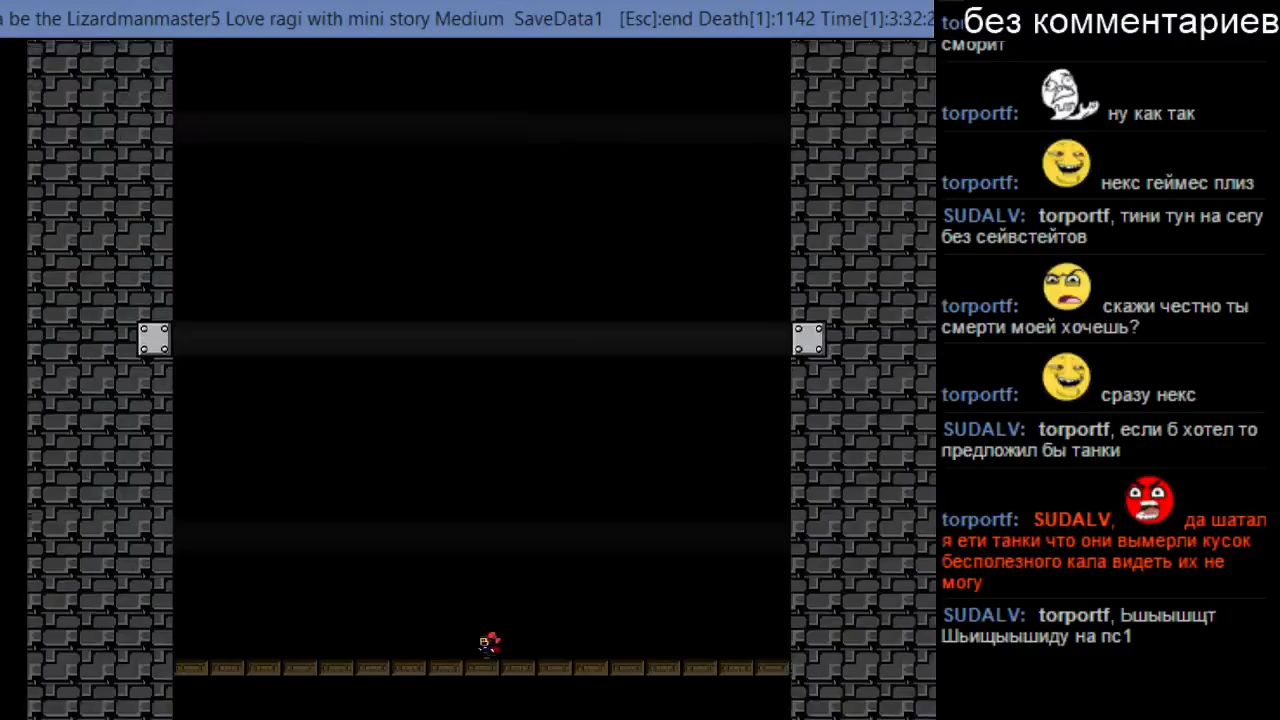 a be the Lizardmanmaster5 Love ragi with mini story Medium SaveData1 [Esc]:end Death[1]:1142 Time[1]:3:32:2
без комментариев
сморит
torportf: ну как так
torportf: некс геймес плиз
SUDALV: torportf, тини тун на сегу
без сейвстейтов
torportf: скажи честно ты
смерти моей хочешь?
torportf: сразу некс
SUDALV: torportf, если б хотел то
предложил бы танки
torportf: SUDALV, да шатал
я ети танки что они вымерли кусок
бесполезного кала видеть их не
могу
SUDALV: torportf, Ьшыышщт
Шьищыышиду на пс1